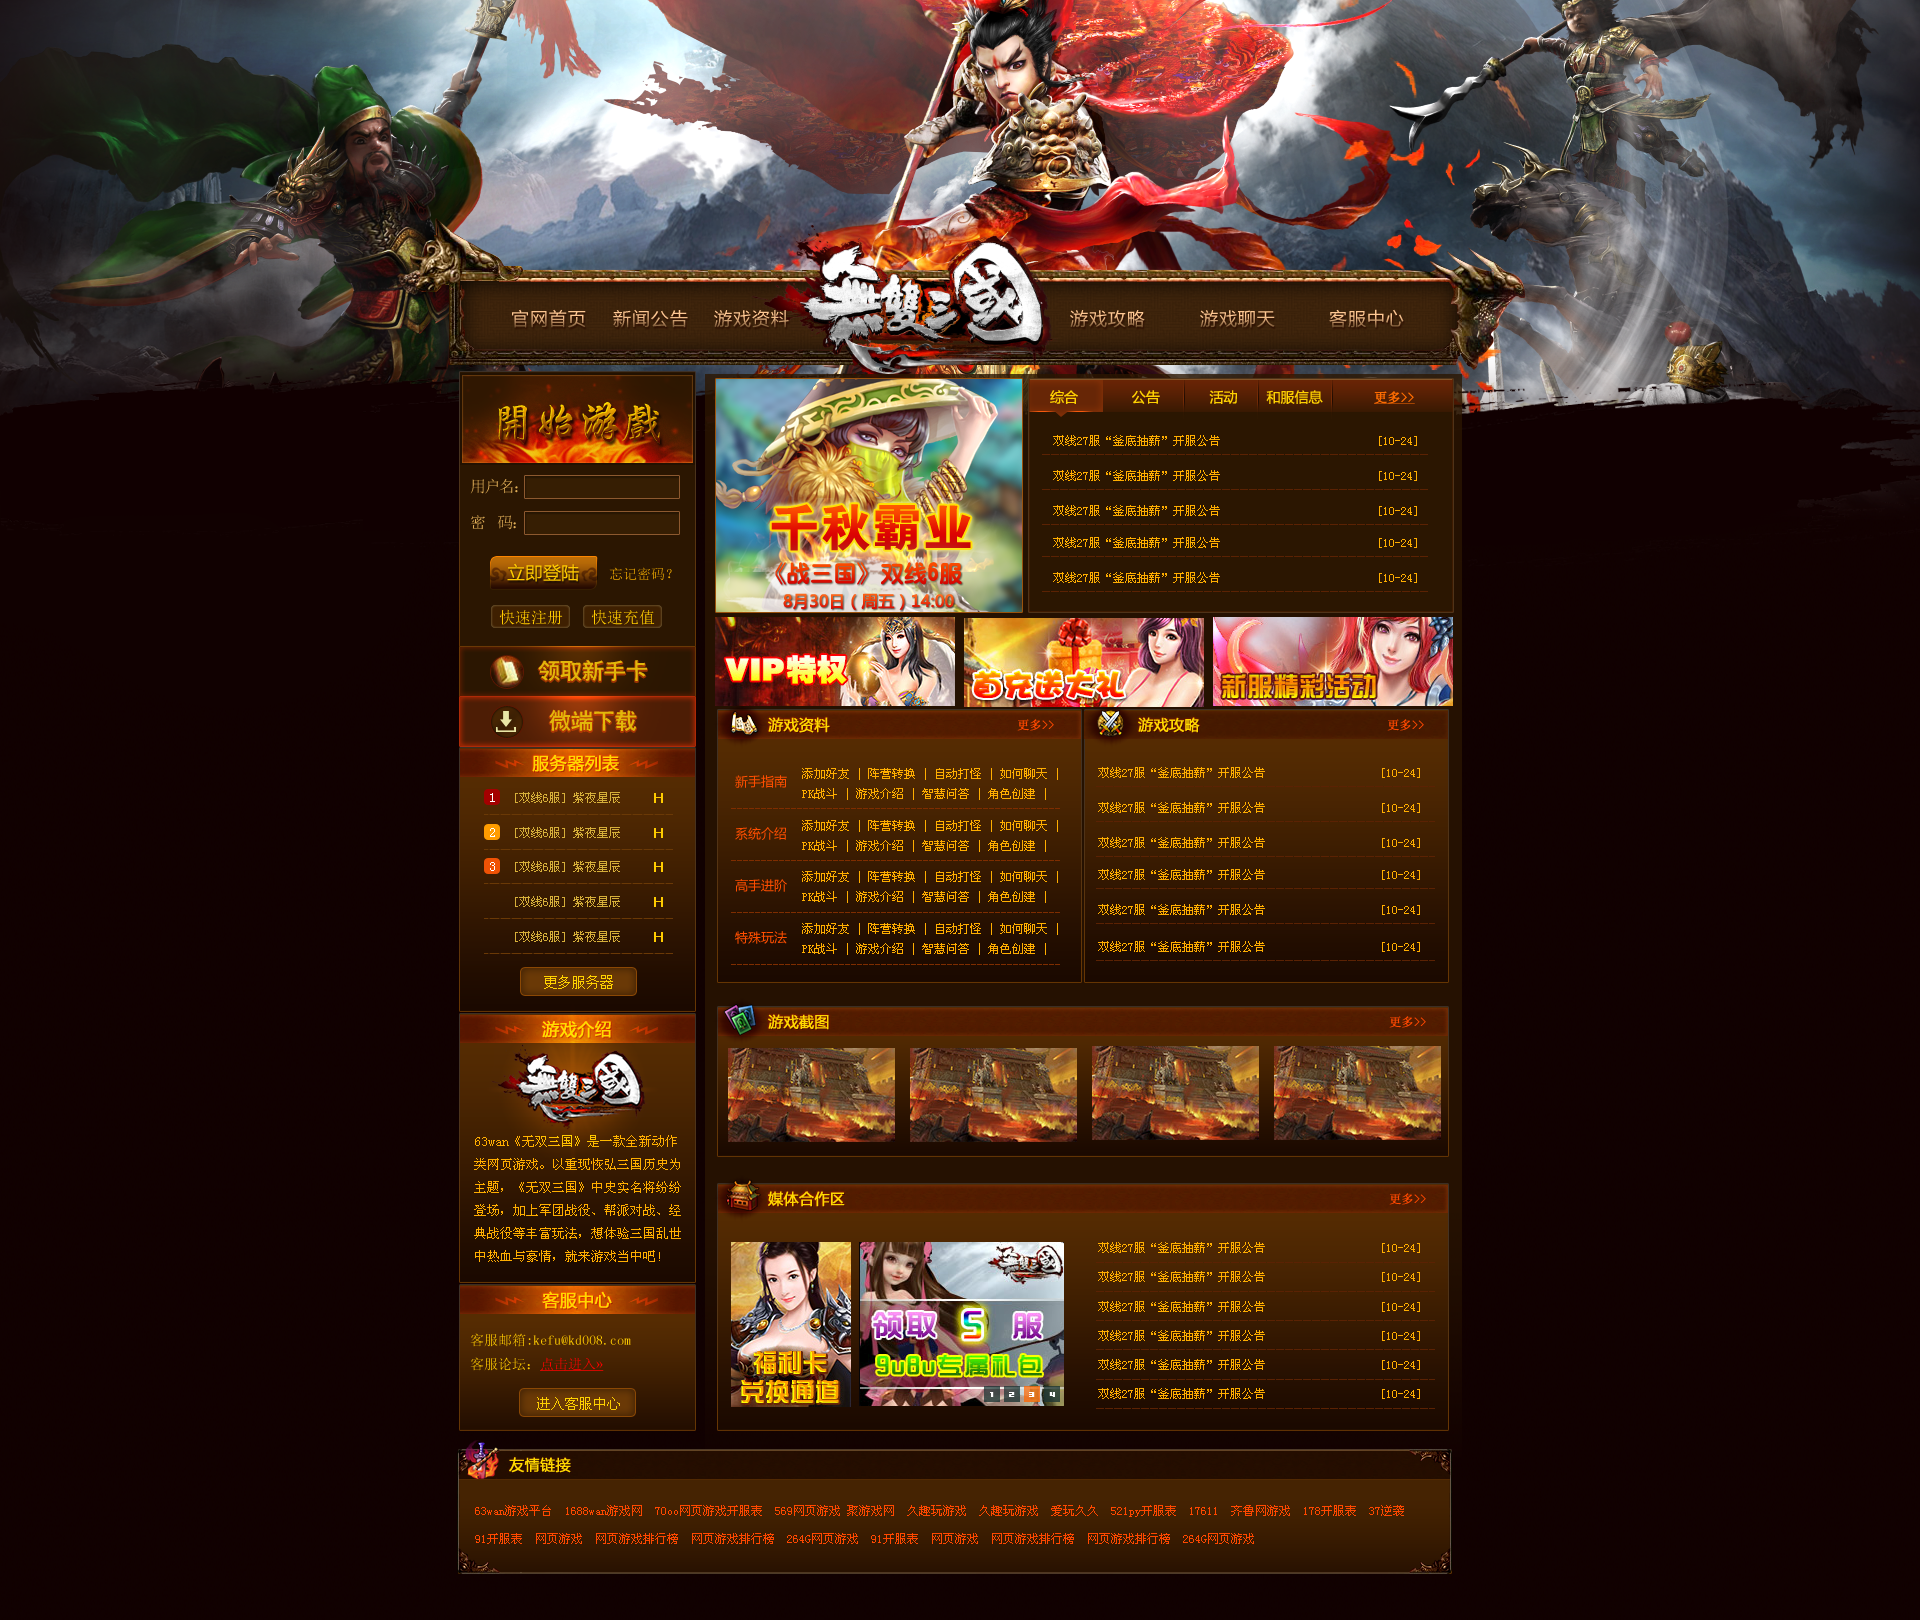 無雙三國
官网首页 新闻公告 游戏资料 游戏攻略 游戏聊天 客服中心
開始游戲
用户名:
密 码:
立即登陆 忘记密码?
快速注册 快速充值
领取新手卡
微端下载
服务器列表
1 [双线6服] 紫夜星辰 H
2 [双线6服] 紫夜星辰 H
3 [双线6服] 紫夜星辰 H
[双线6服] 紫夜星辰 H
[双线6服] 紫夜星辰 H
更多服务器
游戏介绍
無雙三國
63wan《无双三国》是一款全新动作
类网页游戏。以重现恢弘三国历史为
主题，《无双三国》中史实名将纷纷
登场，加上军团战役、帮派对战、经
典战役等丰富玩法，想体验三国乱世
中热血与豪情，就来游戏当中吧!
客服中心
客服邮箱:kefu@kd008.com
客服论坛: 点击进入»
进入客服中心
千秋霸业
《战三国》双线6服
8月30日（周五）14:00
综合 公告 活动 和服信息 更多>>
双线27服“釜底抽薪”开服公告 [10-24]
双线27服“釜底抽薪”开服公告 [10-24]
双线27服“釜底抽薪”开服公告 [10-24]
双线27服“釜底抽薪”开服公告 [10-24]
双线27服“釜底抽薪”开服公告 [10-24]
VIP特权
首充送大礼
新服精彩活动
游戏资料 更多>>
新手指南
添加好友 | 阵营转换 | 自动打怪 | 如何聊天 |
PK战斗 | 游戏介绍 | 智慧问答 | 角色创建 |
系统介绍
添加好友 | 阵营转换 | 自动打怪 | 如何聊天 |
PK战斗 | 游戏介绍 | 智慧问答 | 角色创建 |
高手进阶
添加好友 | 阵营转换 | 自动打怪 | 如何聊天 |
PK战斗 | 游戏介绍 | 智慧问答 | 角色创建 |
特殊玩法
添加好友 | 阵营转换 | 自动打怪 | 如何聊天 |
PK战斗 | 游戏介绍 | 智慧问答 | 角色创建 |
游戏攻略 更多>>
双线27服“釜底抽薪”开服公告 [10-24]
双线27服“釜底抽薪”开服公告 [10-24]
双线27服“釜底抽薪”开服公告 [10-24]
双线27服“釜底抽薪”开服公告 [10-24]
双线27服“釜底抽薪”开服公告 [10-24]
双线27服“釜底抽薪”开服公告 [10-24]
游戏截图 更多>>
媒体合作区 更多>>
福利卡
兑换通道
無雙三國
领取 5 服
9u8u专属礼包
1 2 3 4
双线27服“釜底抽薪”开服公告 [10-24]
双线27服“釜底抽薪”开服公告 [10-24]
双线27服“釜底抽薪”开服公告 [10-24]
双线27服“釜底抽薪”开服公告 [10-24]
双线27服“釜底抽薪”开服公告 [10-24]
双线27服“釜底抽薪”开服公告 [10-24]
友情链接
63wan游戏平台 1688wan游戏网 70oo网页游戏开服表 569网页游戏 聚游戏网 久趣玩游戏 久趣玩游戏 爱玩久久 521py开服表 17611 齐鲁网游戏 178开服表 37逆袭
91开服表 网页游戏 网页游戏排行榜 网页游戏排行榜 264G网页游戏 91开服表 网页游戏 网页游戏排行榜 网页游戏排行榜 264G网页游戏